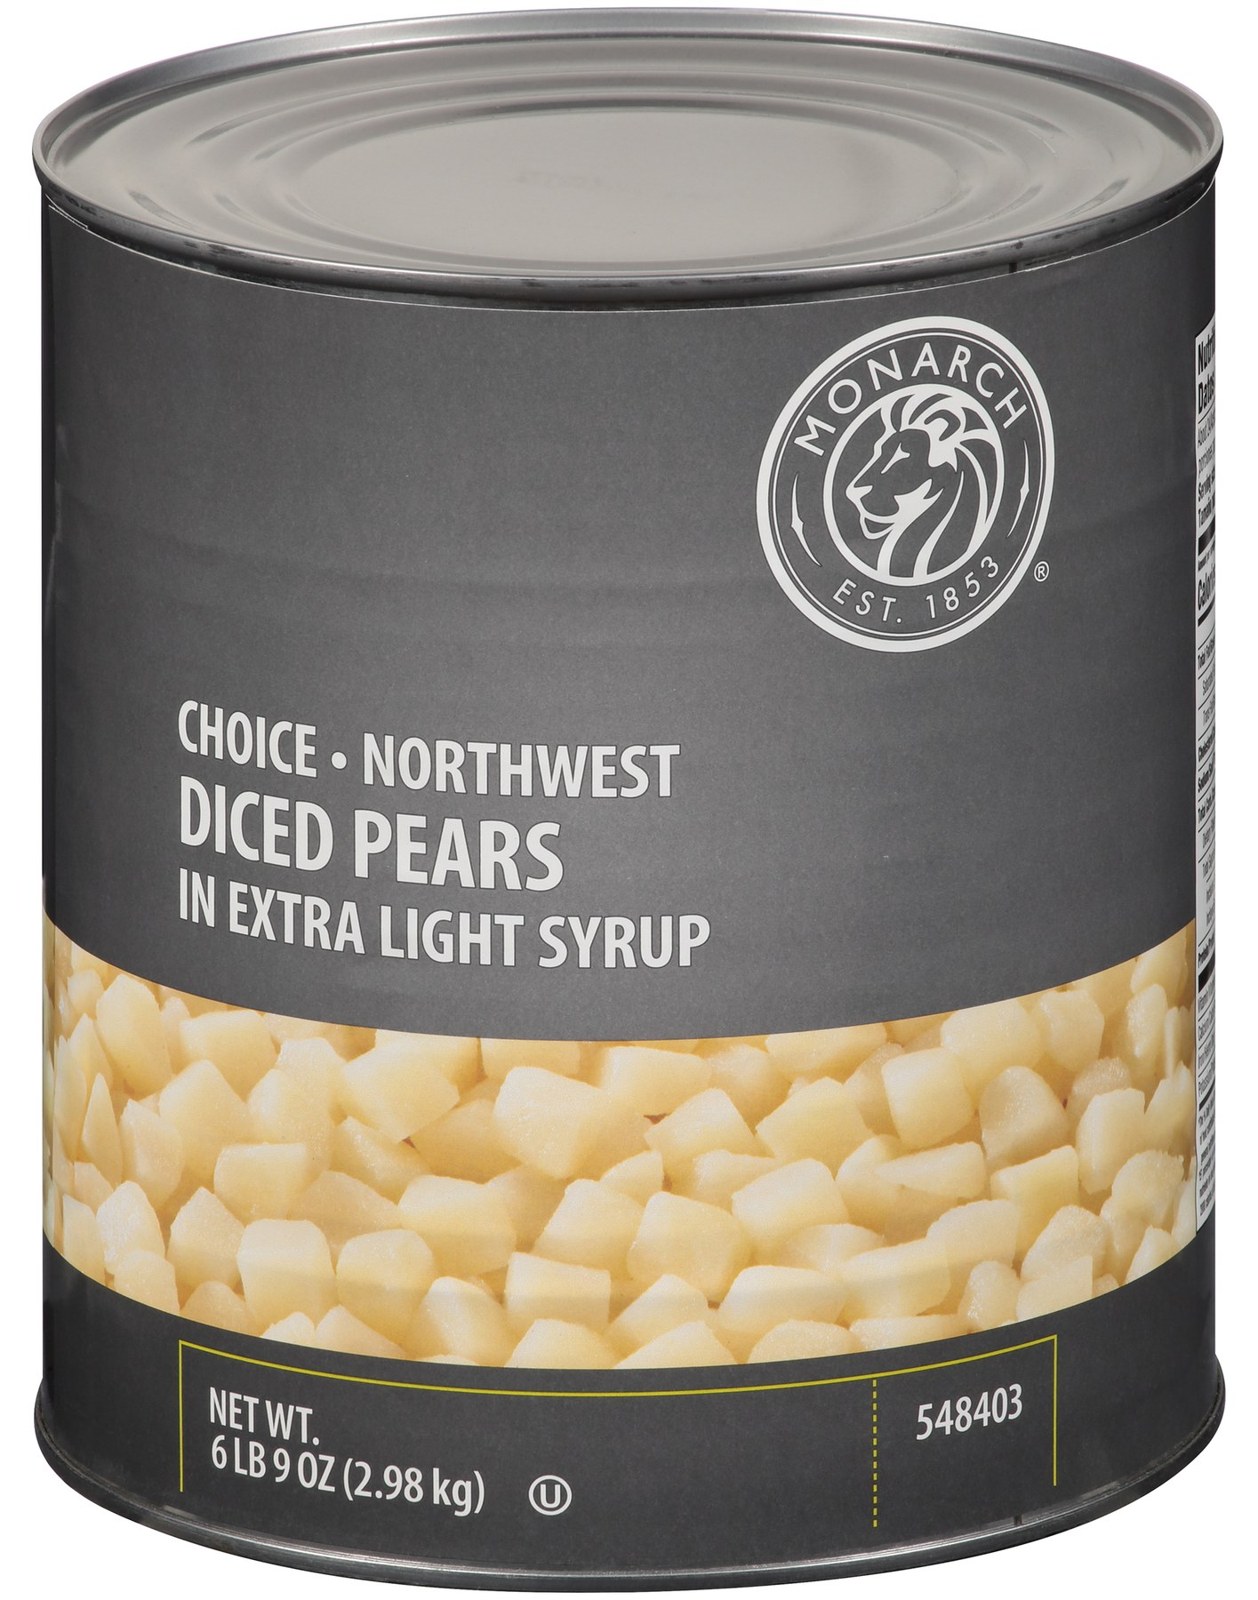 MONARCH
EST. 1853
®
CHOICE • NORTHWEST
DICED PEARS
IN EXTRA LIGHT SYRUP
NET WT.
6 LB 9 OZ (2.98 kg)
U
548403